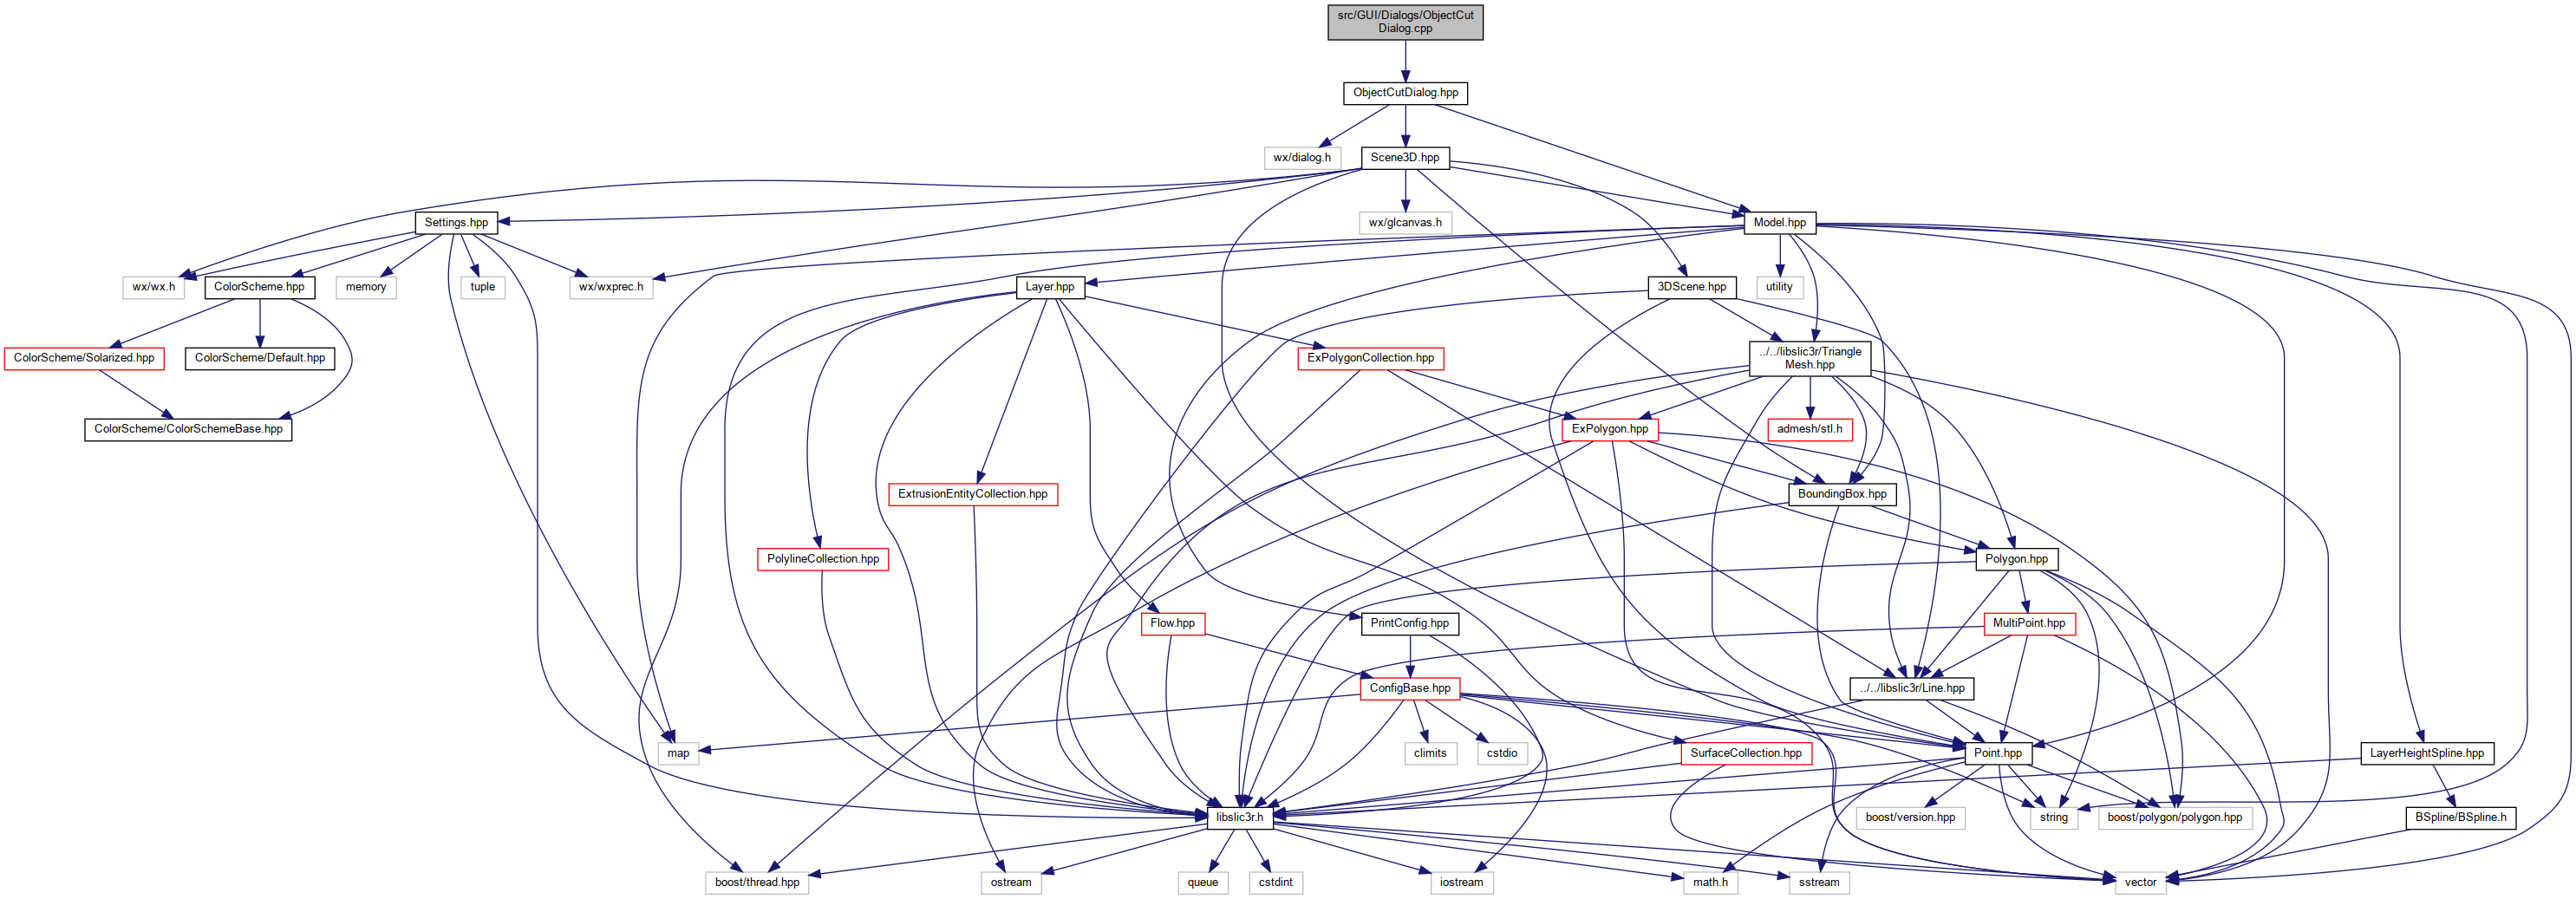 src/GUI/Dialogs/ObjectCut
Dialog.cpp
ObjectCutDialog.hpp
wx/dialog.h
Scene3D.hpp
Settings.hpp
wx/glcanvas.h
Model.hpp
wx/wx.h
ColorScheme.hpp
memory
tuple
wx/wxprec.h
Layer.hpp
3DScene.hpp
utility
ColorScheme/Solarized.hpp
ColorScheme/Default.hpp
ExPolygonCollection.hpp
../../libslic3r/Triangle
Mesh.hpp
ColorScheme/ColorSchemeBase.hpp
ExPolygon.hpp
admesh/stl.h
ExtrusionEntityCollection.hpp
BoundingBox.hpp
PolylineCollection.hpp
Polygon.hpp
Flow.hpp
PrintConfig.hpp
MultiPoint.hpp
ConfigBase.hpp
../../libslic3r/Line.hpp
map
climits
cstdio
SurfaceCollection.hpp
Point.hpp
LayerHeightSpline.hpp
libslic3r.h
boost/version.hpp
string
boost/polygon/polygon.hpp
BSpline/BSpline.h
boost/thread.hpp
ostream
queue
cstdint
iostream
math.h
sstream
vector